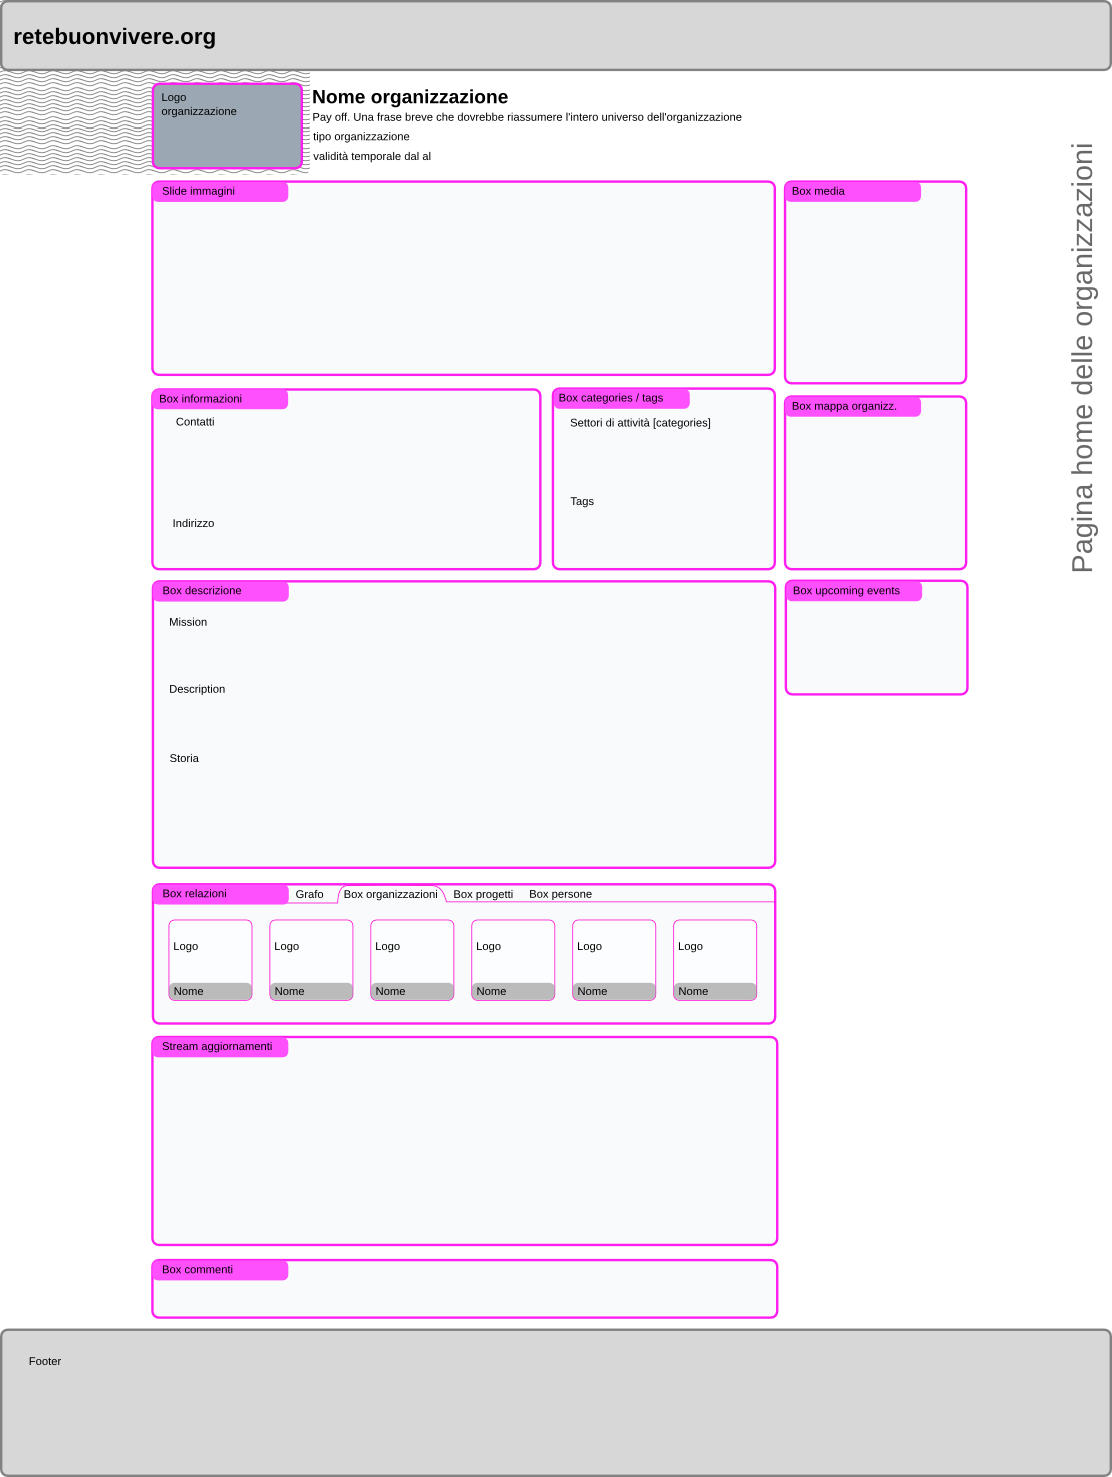 retebuonvivere.org
Logo
organizzazione
Nome organizzazione
Pay off. Una frase breve che dovrebbe riassumere l'intero universo dell'organizzazione
tipo organizzazione
validità temporale dal al
Pagina home delle organizzazioni
Slide immagini
Box media
Box informazioni
Contatti
Indirizzo
Box categories / tags
Settori di attività [categories]
Tags
Box mappa organizz.
Box descrizione
Mission
Description
Storia
Box upcoming events
Box relazioni Grafo Box organizzazioni Box progetti Box persone
Logo Logo Logo Logo Logo Logo
Nome Nome Nome Nome Nome Nome
Stream aggiornamenti
Box commenti
Footer